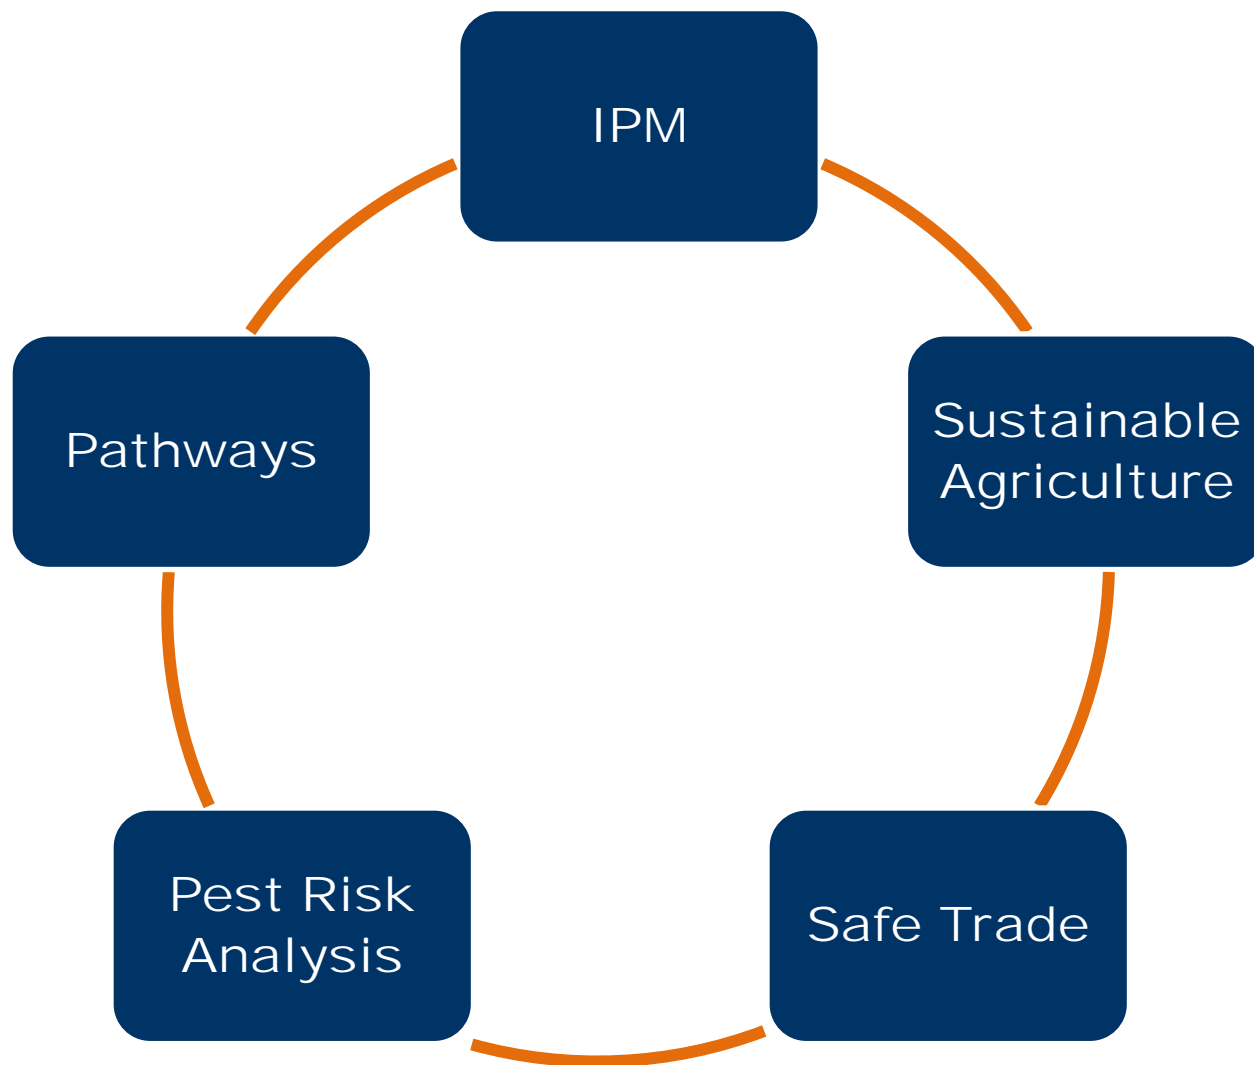 IPM
Sustainable
Agriculture
Safe Trade
Pest Risk
Analysis
Pathways